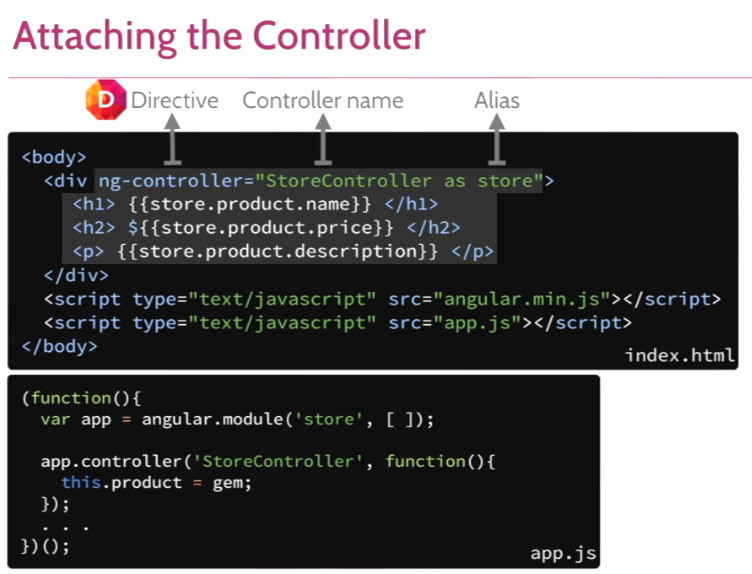 Attaching the Controller
D Directive Controller name Alias
<body>
<div ng-controller="StoreController as store">
<h1> {{store.product.name}} </h1>
<h2> ${{store.product.price}} </h2>
<p> {{store.product.description}} </p>
</div>
<script type="text/javascript" src="angular.min.js"></script>
<script type="text/javascript" src="app.js"></script>
</body>
index.html
(function(){
var app = angular.module('store', [ ]);
app.controller('StoreController', function(){
this.product = gem;
});
. . .
})();
app.js